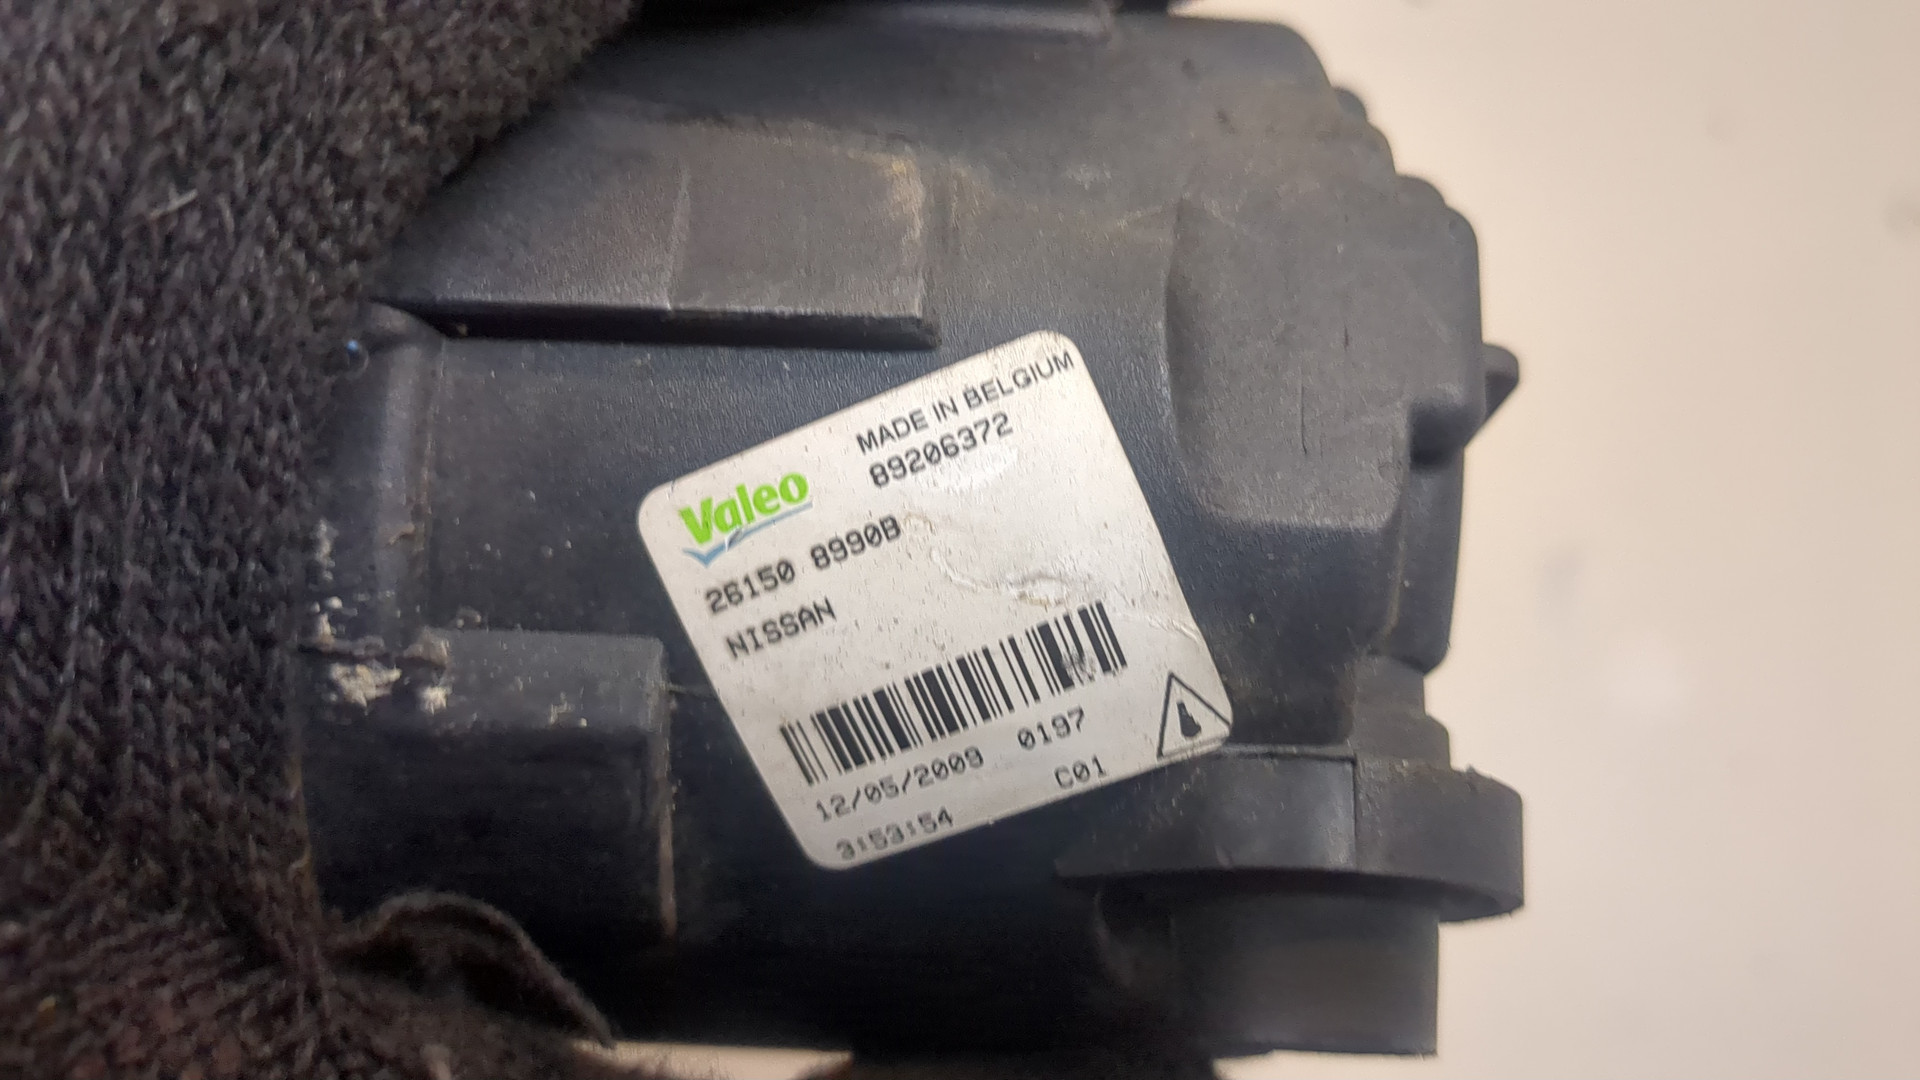 MADE IN BELGIUM
89206372
Valeo
26150 8990B
NISSAN
12/05/2009 0197
3:53:54 C01